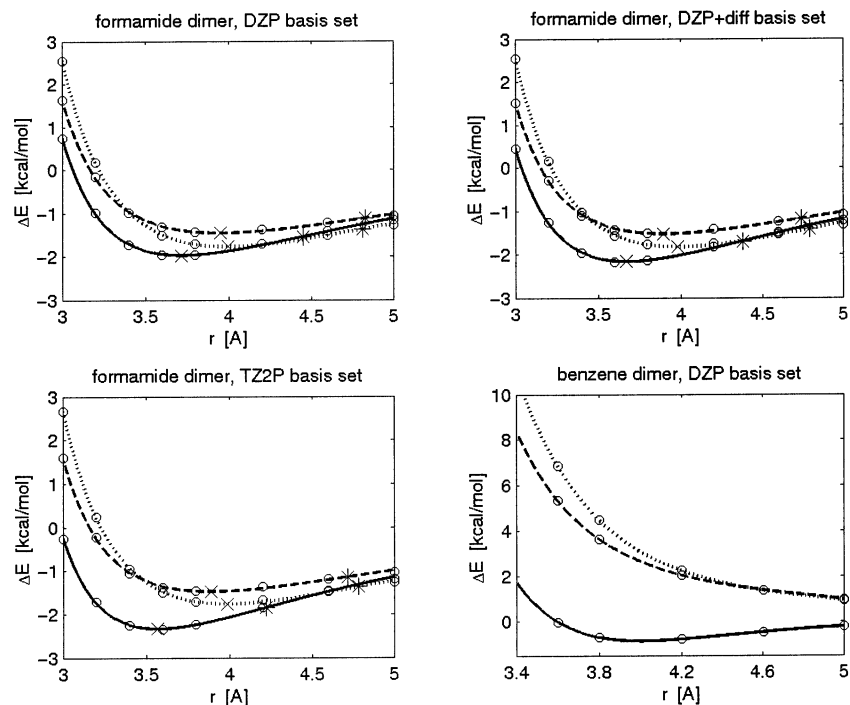 formamide dimer, DZP basis set
3
2
1
0
−1
−2
−3
ΔE [kcal/mol]
3 3.5 4 4.5 5
r [A]
formamide dimer, DZP+diff basis set
3
2
1
0
−1
−2
−3
ΔE [kcal/mol]
3 3.5 4 4.5 5
r [A]
formamide dimer, TZ2P basis set
3
2
1
0
−1
−2
−3
ΔE [kcal/mol]
3 3.5 4 4.5 5
r [A]
benzene dimer, DZP basis set
10
8
6
4
2
0
ΔE [kcal/mol]
3.4 3.8 4.2 4.6 5
r [A]